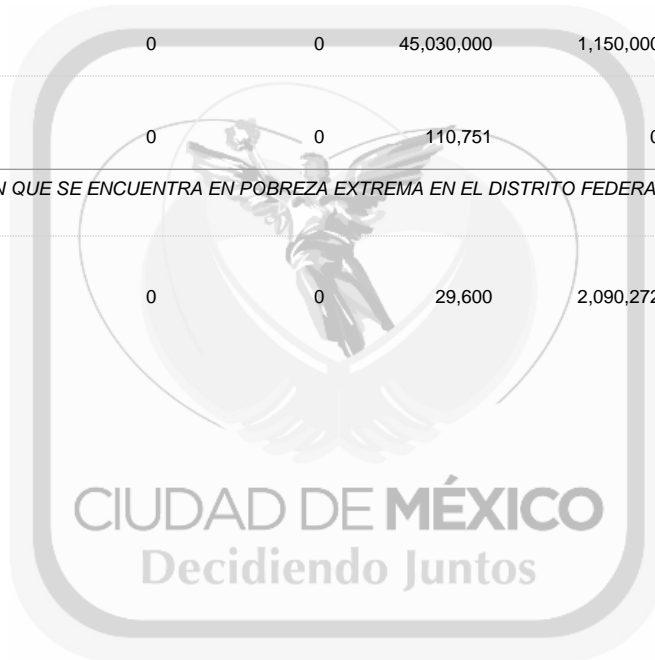 0 0 45,030,000 1,150,000
0 0 110,751 0
N QUE SE ENCUENTRA EN POBREZA EXTREMA EN EL DISTRITO FEDERA
0 0 29,600 2,090,272
CIUDAD DE MÉXICO
Decidiendo Juntos